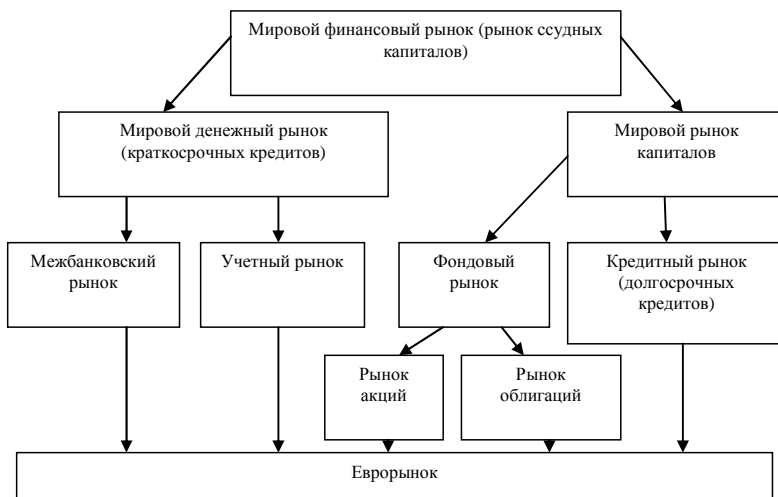 Мировой финансовый рынок (рынок ссудных
капиталов)
Мировой денежный рынок
(краткосрочных кредитов)
Мировой рынок
капиталов
Межбанковский
рынок
Учетный рынок
Фондовый
рынок
Кредитный рынок
(долгосрочных
кредитов)
Рынок
акций
Рынок
облигаций
Еврорынок